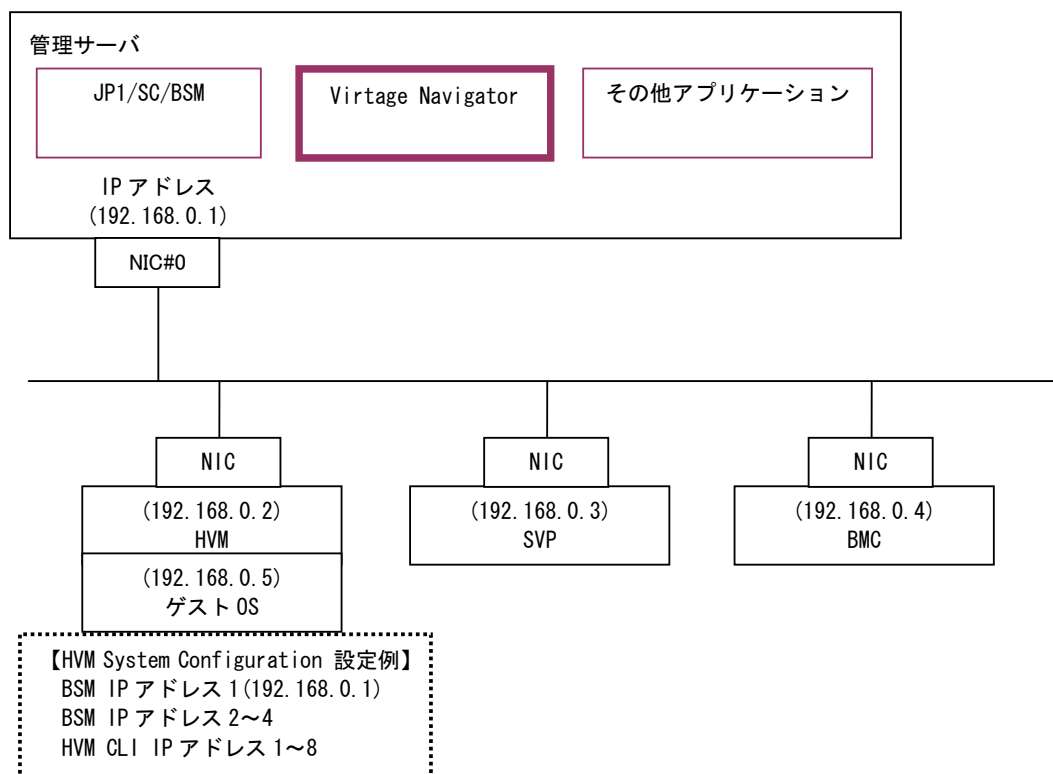 管理サーバ
JP1/SC/BSM
Virtage Navigator
その他アプリケーション
IP アドレス
(192.168.0.1)
NIC#0
NIC
NIC
NIC
(192.168.0.2)
HVM
(192.168.0.3)
SVP
(192.168.0.4)
BMC
(192.168.0.5)
ゲスト OS
【HVM System Configuration 設定例】
BSM IP アドレス 1(192.168.0.1)
BSM IP アドレス 2～4
HVM CLI IP アドレス 1～8